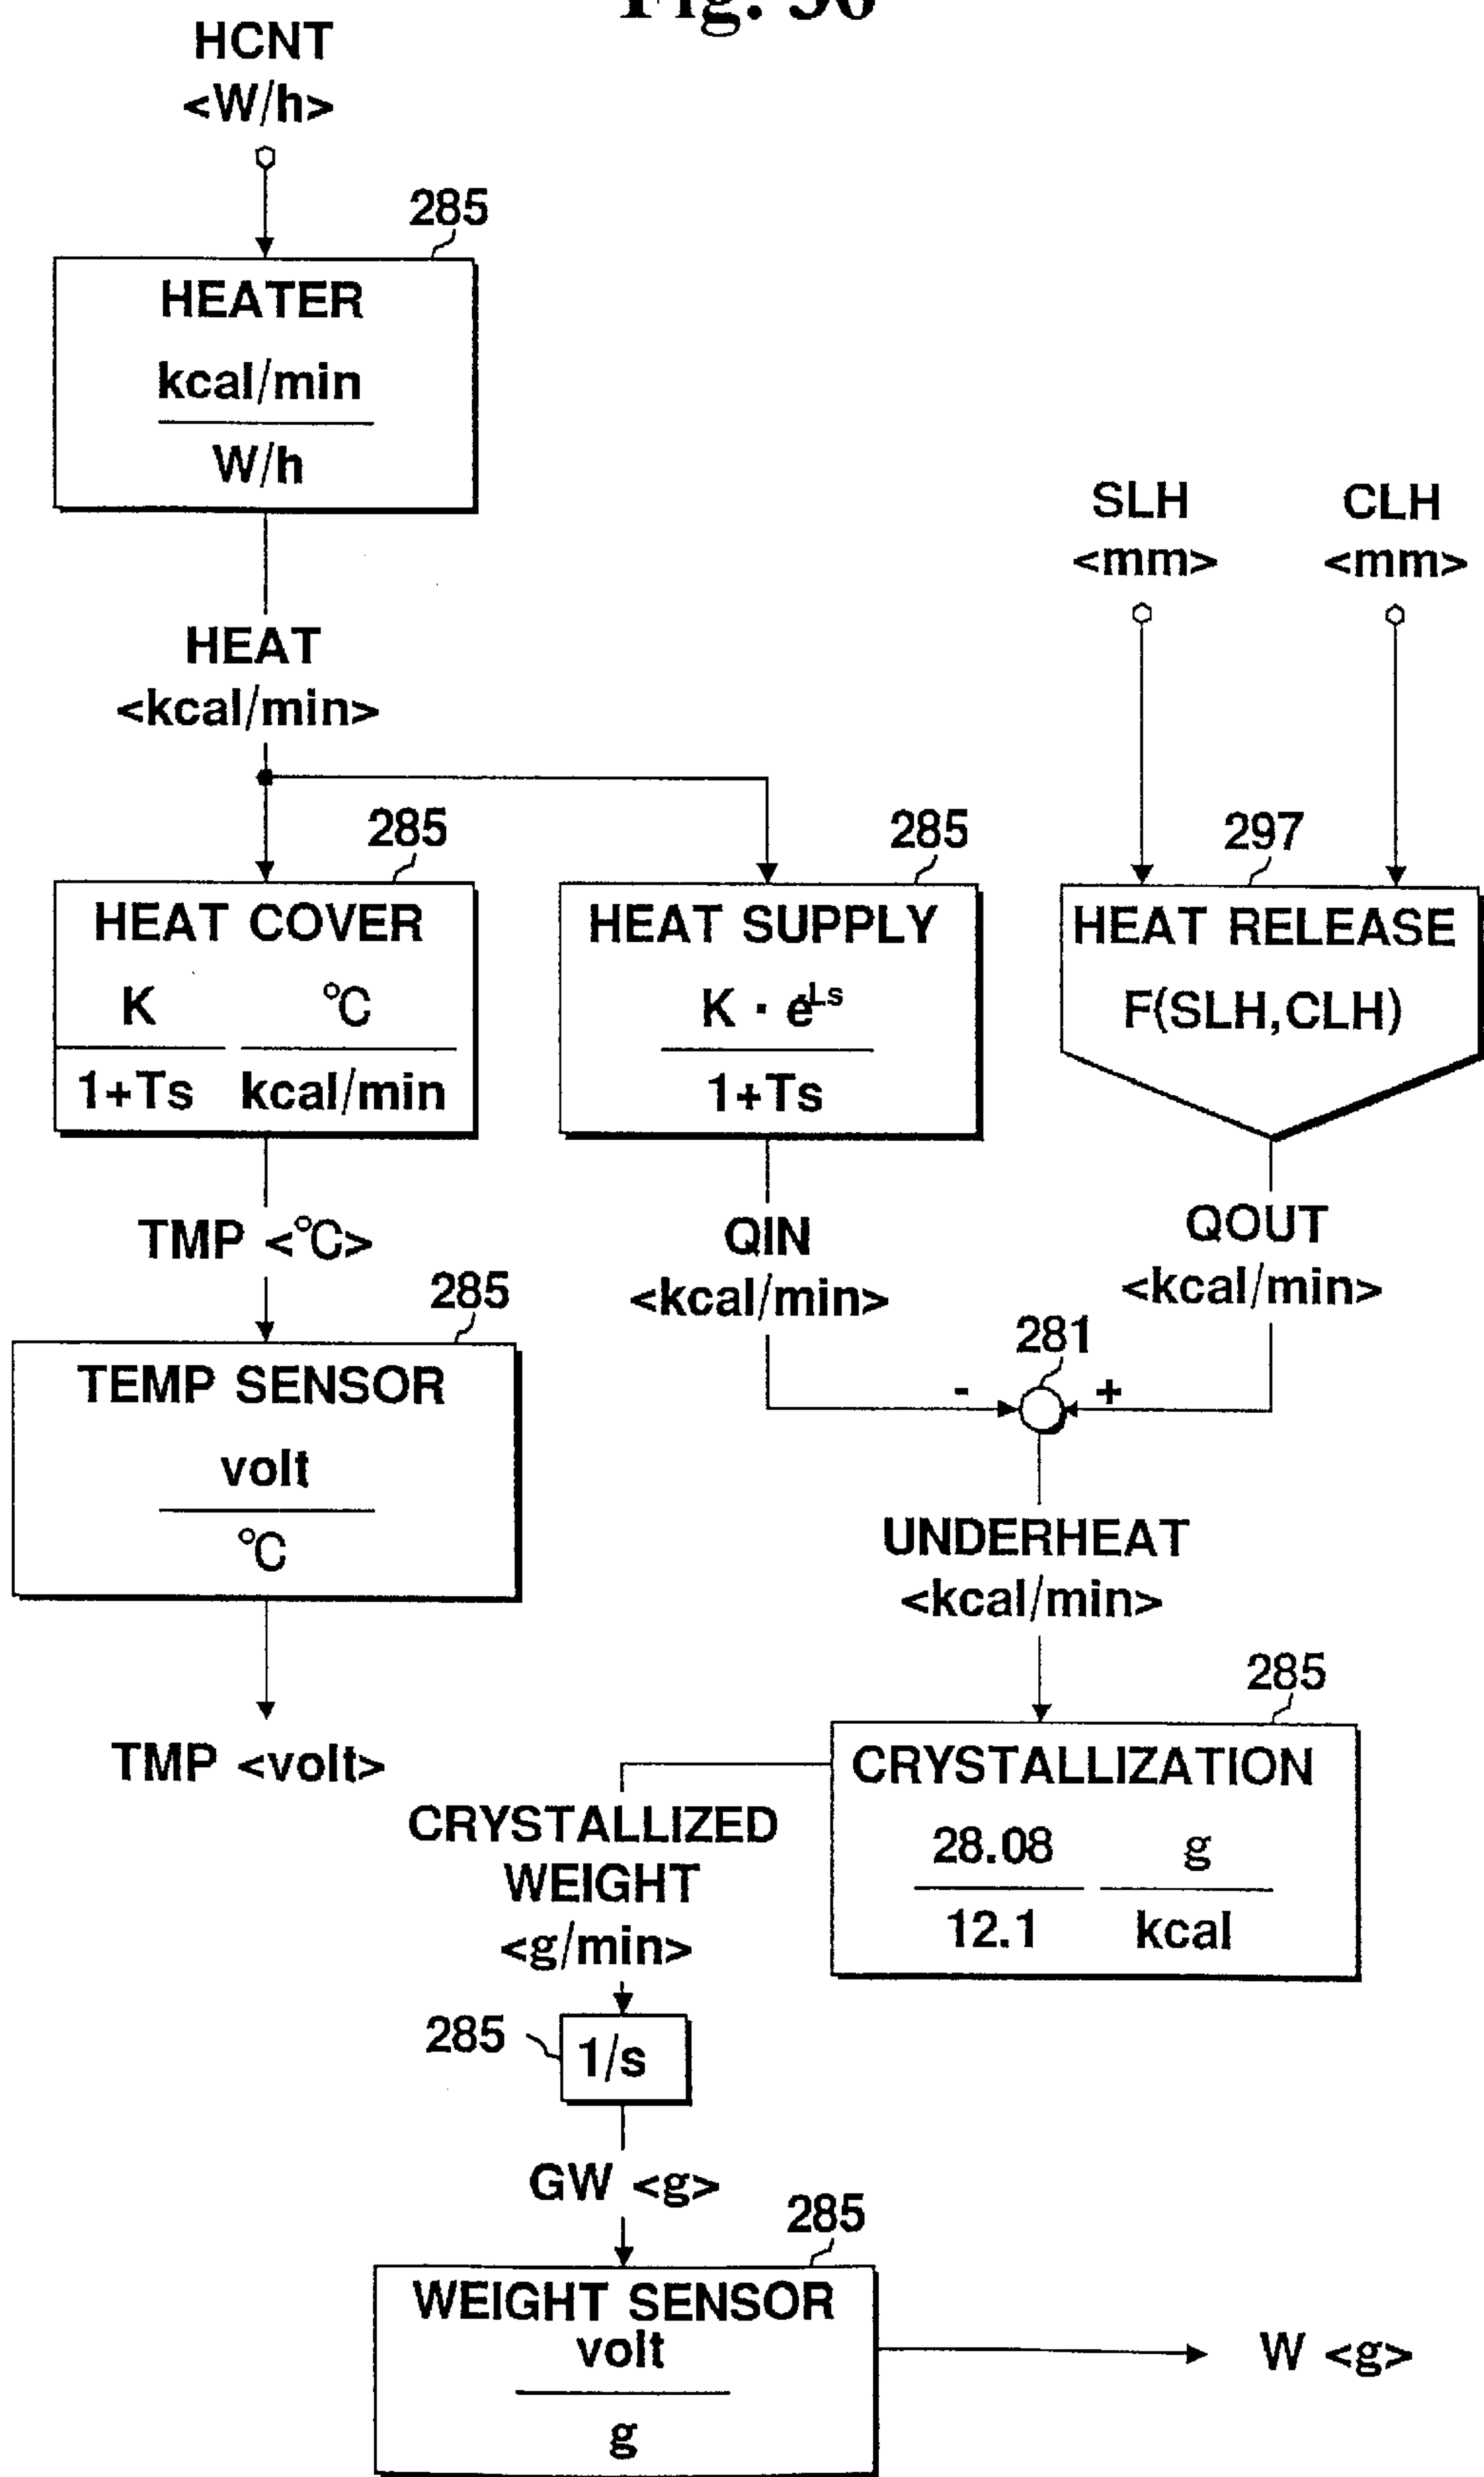 Fig. 36
HCNT
<W/h>
285
HEATER
kcal/min
W/h
SLH
<mm>
CLH
<mm>
HEAT
<kcal/min>
285
285
297
HEAT COVER
K °C
1+Ts kcal/min
HEAT SUPPLY
K · e^Ls
1+Ts
HEAT RELEASE
F(SLH,CLH)
TMP <°C>
QIN
<kcal/min>
QOUT
<kcal/min>
285
281
- +
TEMP SENSOR
volt
°C
UNDERHEAT
<kcal/min>
285
TMP <volt>
CRYSTALLIZATION
28.08 g
12.1 kcal
CRYSTALLIZED
WEIGHT
<g/min>
285
1/s
GW <g>
285
WEIGHT SENSOR
volt
g
W <g>